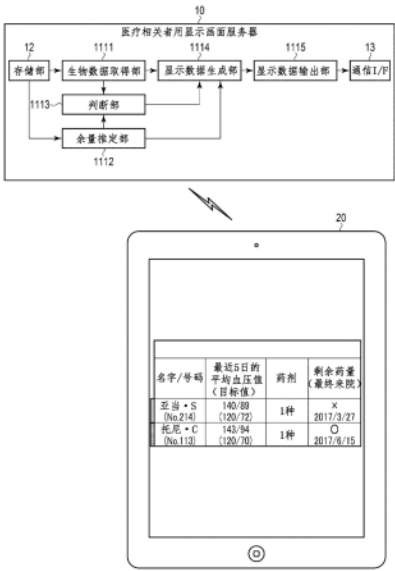 10
医疗相关者用显示画面服务器
12
1111
1114
1115
13
存储部
生物数据取得部
显示数据生成部
显示数据输出部
通信I/F
1113
判断部
余量推定部
1112
20
名字/号码
最近5日的
平均血压值
(目标值)
药剂
剩余药量
(最终来院)
亚当·S
(No.214)
140/89
(120/72)
1种
×
2017/3/27
托尼·C
(No.113)
143/94
(120/70)
1种
○
2017/6/15